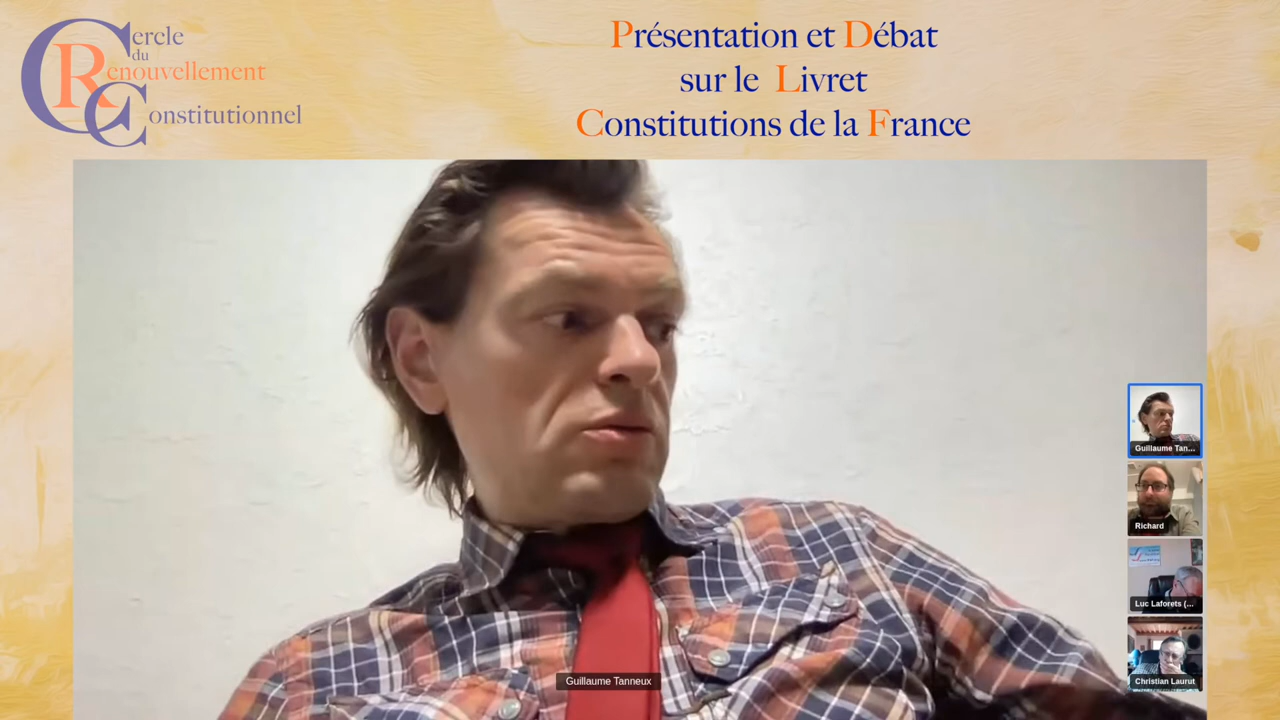 Cercle
du
Renouvellement
Constitutionnel
Présentation et Débat
sur le Livret
Constitutions de la France
Guillaume Tan...
Richard
Luc Laforets (...
Christian Laurut
Guillaume Tanneux